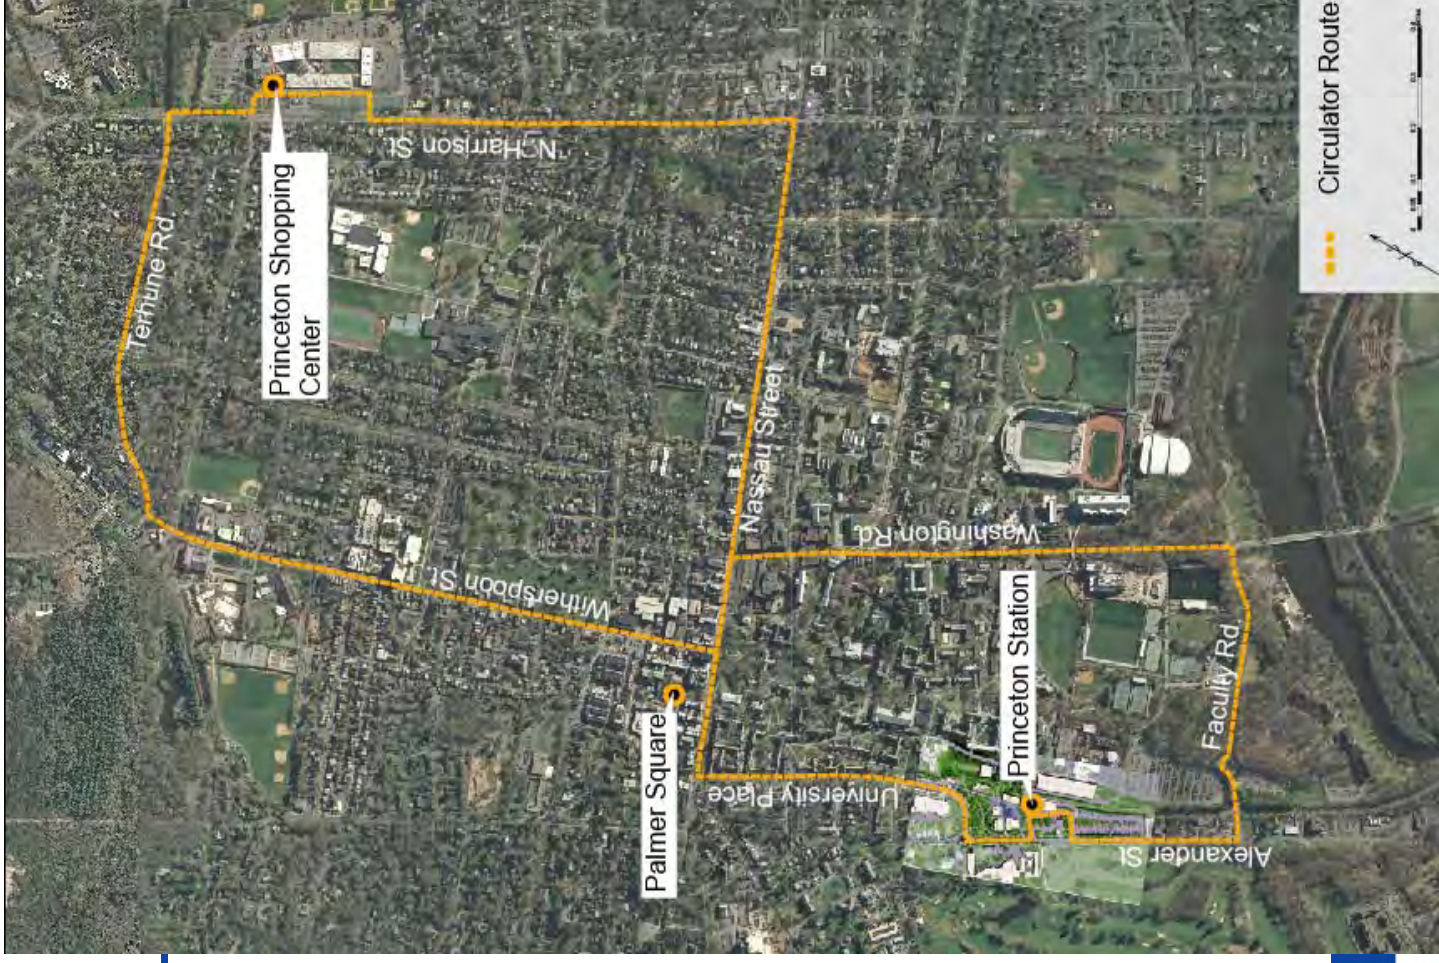 Princeton Shopping
Center
Terhune Rd.
N. Harrison St.
Nassau Street
Witherspoon St.
Palmer Square
Washington Rd.
Princeton Station
University Place
Faculty Rd.
Alexander St
Circulator Route